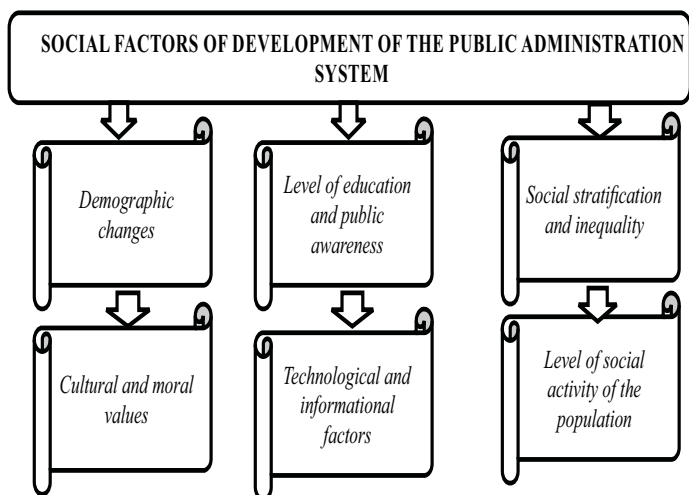 SOCIAL FACTORS OF DEVELOPMENT OF THE PUBLIC ADMINISTRATION
SYSTEM
Demographic
changes
Level of education
and public
awareness
Social stratification
and inequality
Cultural and moral
values
Technological and
informational
factors
Level of social
activity of the
population